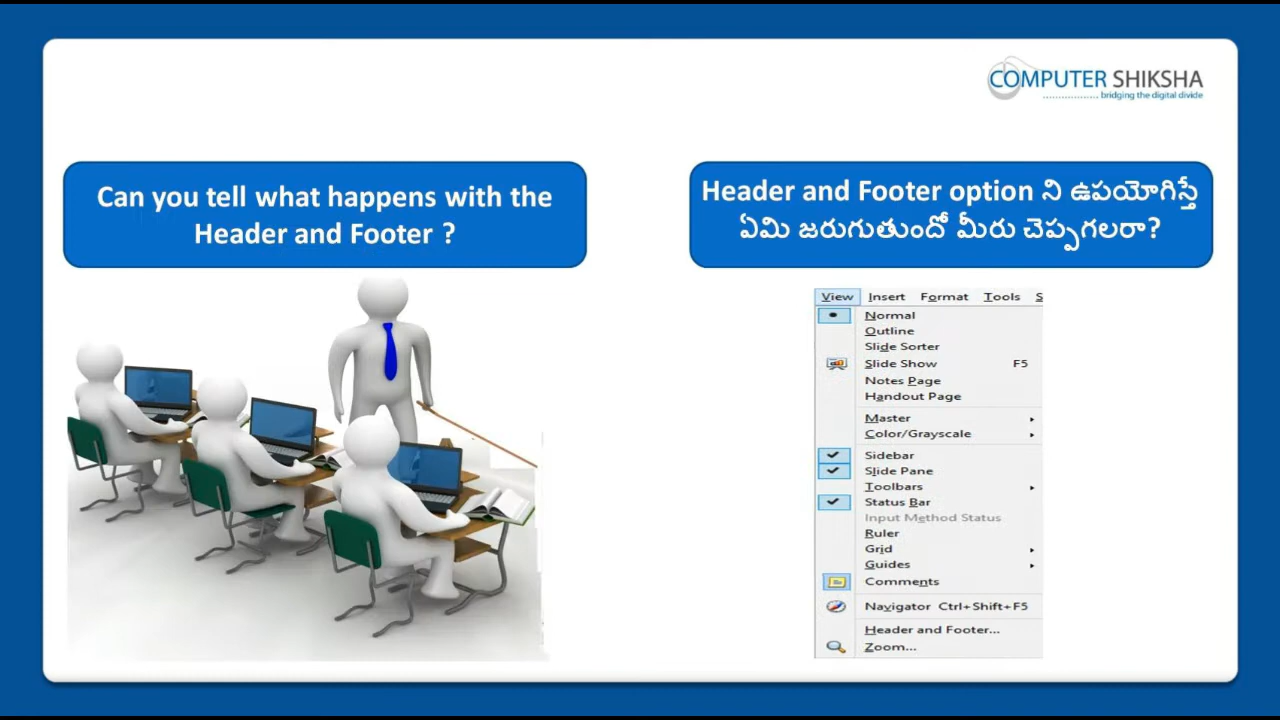 COMPUTER SHIKSHA
bridging the digital divide
Can you tell what happens with the
Header and Footer ?
Header and Footer option ని ఉపయోగిస్తే
ఏమి జరుగుతుందో మీరు చెప్పగలరా?
View Insert Format Tools S
Normal
Outline
Slide Sorter
Slide Show F5
Notes Page
Handout Page
Master
Color/Grayscale
Sidebar
Slide Pane
Toolbars
Status Bar
Input Method Status
Ruler
Grid
Guides
Comments
Navigator Ctrl+Shift+F5
Header and Footer...
Zoom...